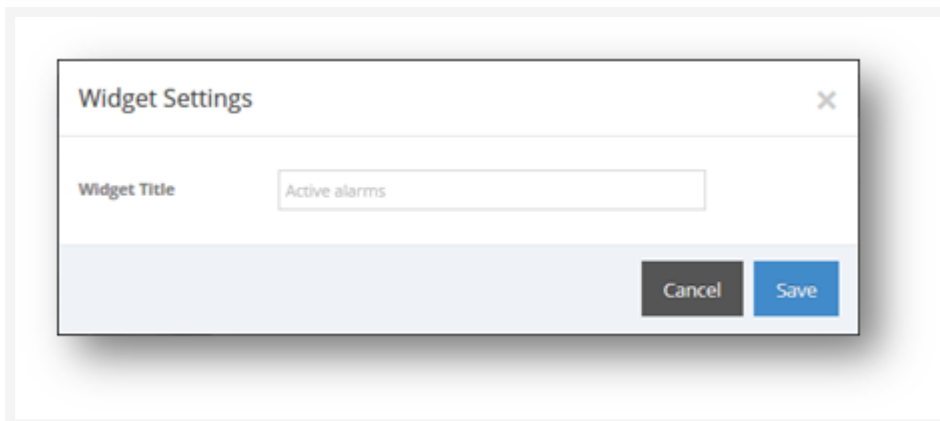 Widget Settings
Widget Title
Active alarms
Cancel
Save